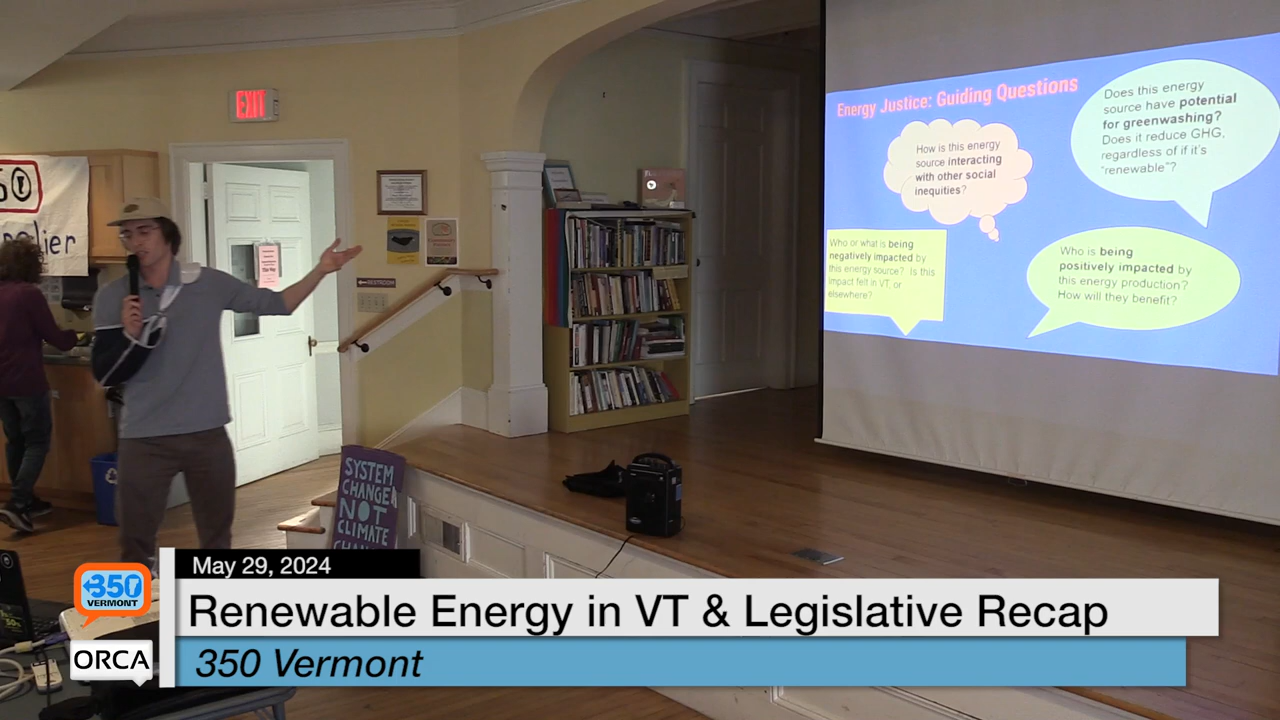 EXIT
Energy Justice: Guiding Questions
How is this energy
source interacting
with other social
inequities?
Does this energy
source have potential
for greenwashing?
Does it reduce GHG,
regardless of if it's
"renewable"?
Who or what is being
negatively impacted by
this energy source? Is this
impact felt in VT or
elsewhere?
Who is being
positively impacted by
this energy production?
How will they benefit?
RESTROOM
SYSTEM
CHANGE
NOT
CLIMATE
May 29, 2024
Renewable Energy in VT & Legislative Recap
350 Vermont
350
VERMONT
ORCA